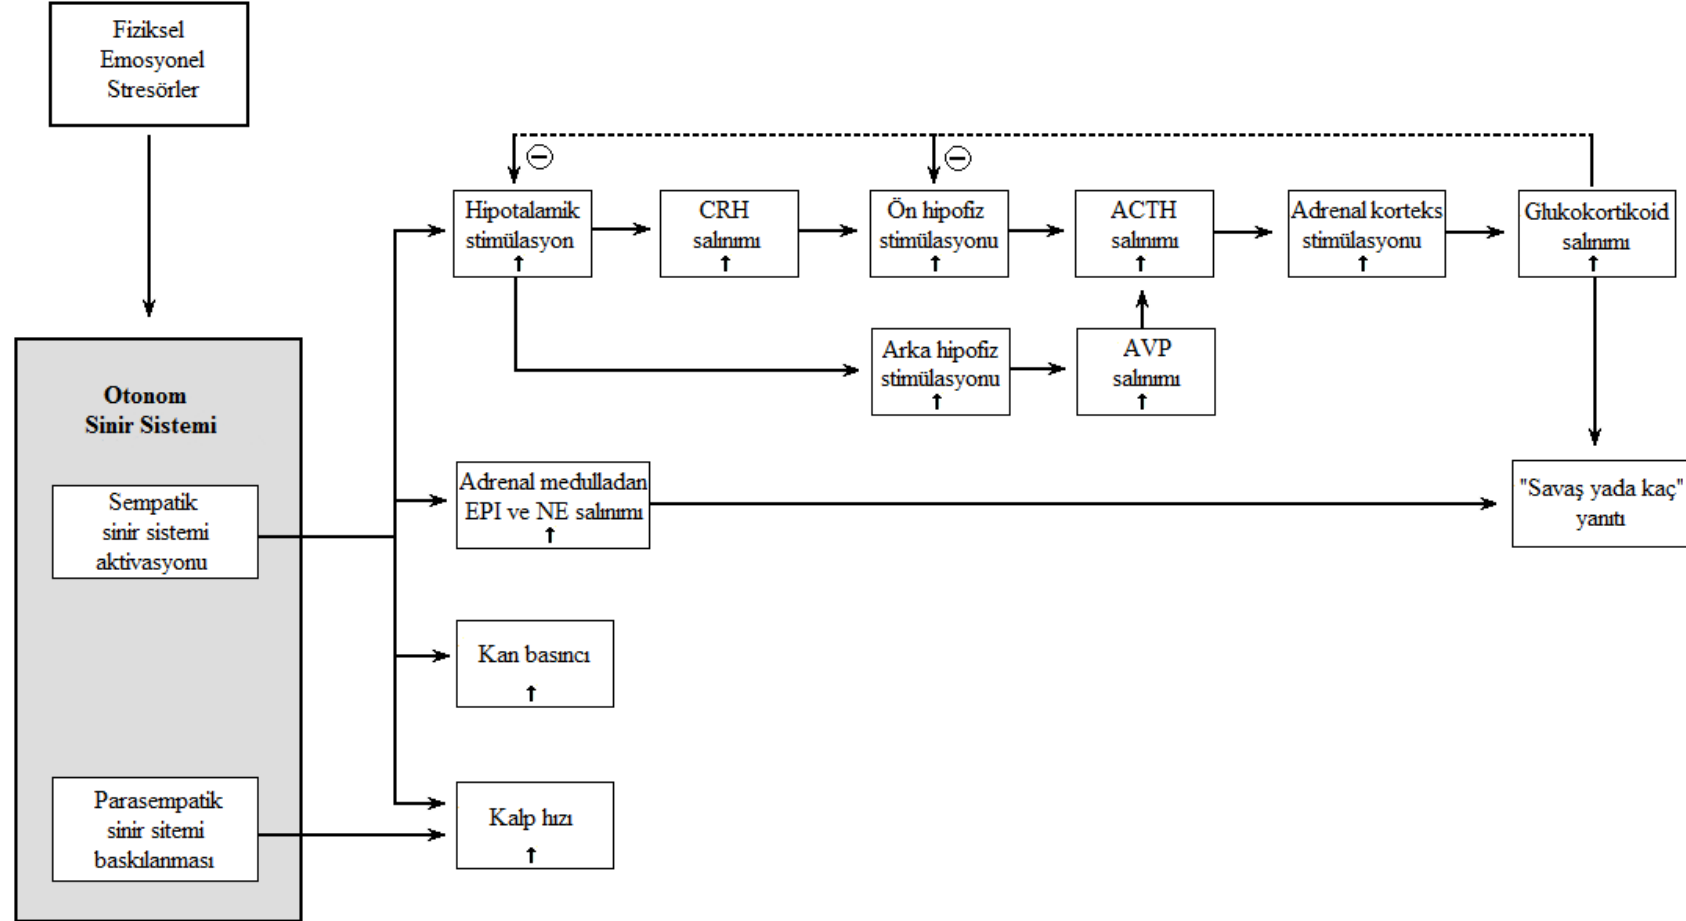 Fiziksel
Emosyonel
Stresörler
Hipotalamik
stimülasyon
↑
CRH
salınımı
↑
Ön hipofiz
stimülasyonu
↑
ACTH
salınımı
↑
Adrenal korteks
stimülasyonu
↑
Glukokortikoid
salınımı
↑
Arka hipofiz
stimülasyonu
↑
AVP
salınımı
↑
Otonom
Sinir Sistemi
Sempatik
sinir sistemi
aktivasyonu
Adrenal medulladan
EPI ve NE salınımı
↑
"Savaş yada kaç"
yanıtı
Kan basıncı
↑
Parasempatik
sinir sitemi
baskılanması
Kalp hızı
↑